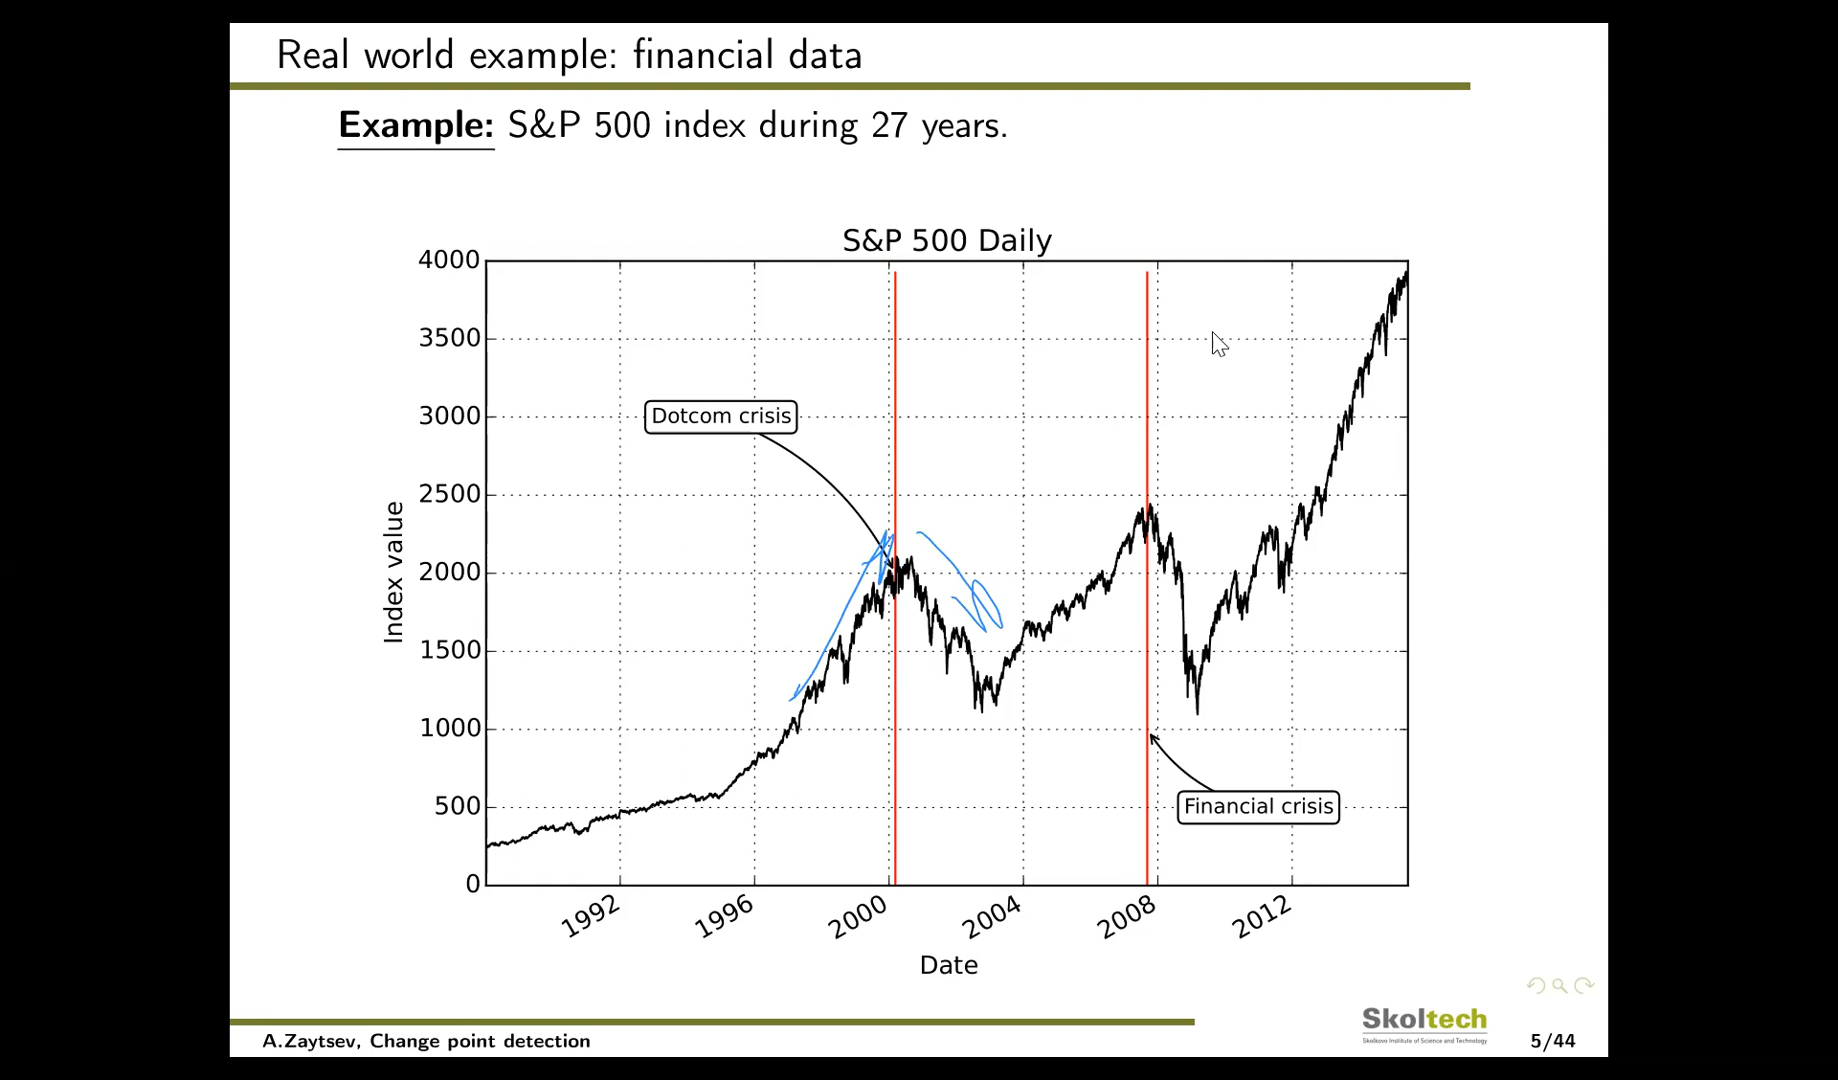 Real world example: financial data
Example: S&P 500 index during 27 years.
S&P 500 Daily
4000
3500
3000
2500
2000
1500
1000
500
0
Index value
Dotcom crisis
Financial crisis
1992
1996
2000
2004
2008
2012
Date
Skoltech
Skolkovo Institute of Science and Technology
A.Zaytsev, Change point detection
5/44